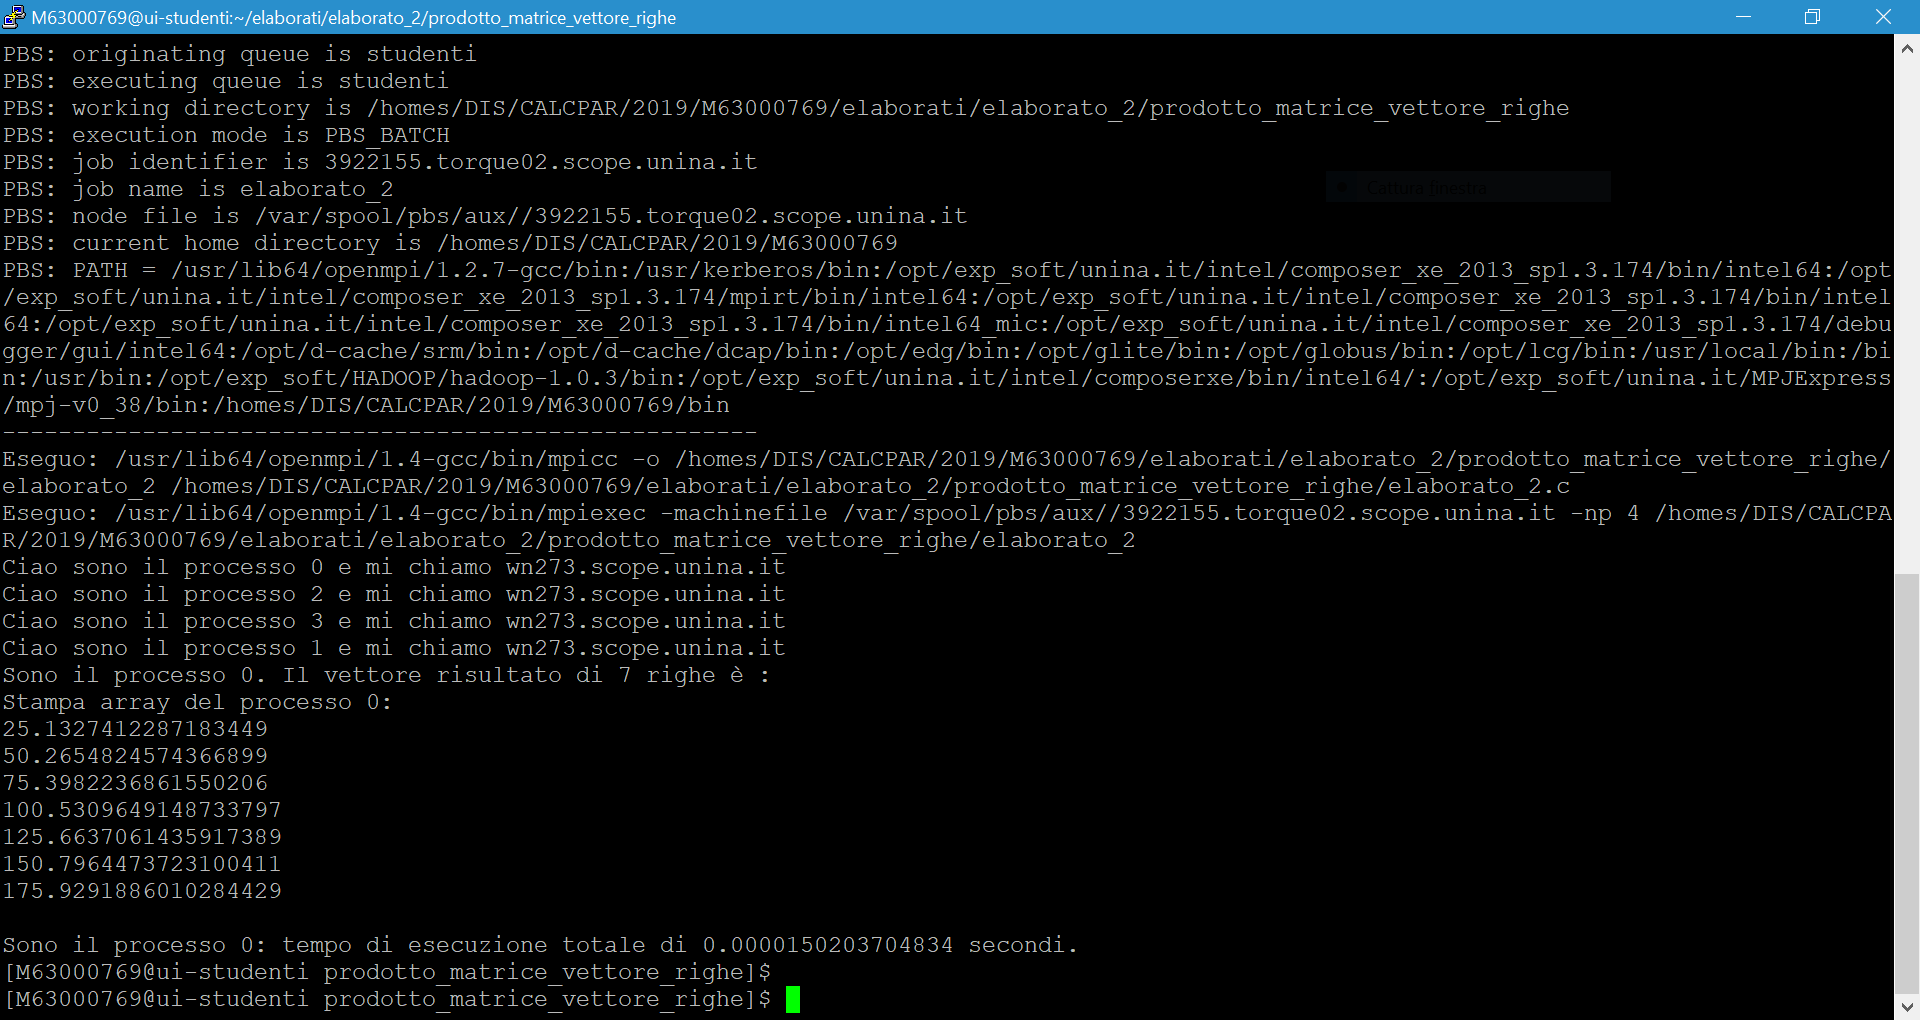 M63000769@ui-studenti:~/elaborati/elaborato_2/prodotto_matrice_vettore_righe
PBS: originating queue is studenti
PBS: executing queue is studenti
PBS: working directory is /homes/DIS/CALCPAR/2019/M63000769/elaborati/elaborato_2/prodotto_matrice_vettore_righe
PBS: execution mode is PBS_BATCH
PBS: job identifier is 3922155.torque02.scope.unina.it
PBS: job name is elaborato_2
Cattura finestra
PBS: node file is /var/spool/pbs/aux//3922155.torque02.scope.unina.it
PBS: current home directory is /homes/DIS/CALCPAR/2019/M63000769
PBS: PATH = /usr/lib64/openmpi/1.2.7-gcc/bin:/usr/kerberos/bin:/opt/exp_soft/unina.it/intel/composer_xe_2013_sp1.3.174/bin/intel64:/opt
/exp_soft/unina.it/intel/composer_xe_2013_sp1.3.174/mpirt/bin/intel64:/opt/exp_soft/unina.it/intel/composer_xe_2013_sp1.3.174/bin/intel
64:/opt/exp_soft/unina.it/intel/composer_xe_2013_sp1.3.174/bin/intel64_mic:/opt/exp_soft/unina.it/intel/composer_xe_2013_sp1.3.174/debu
gger/gui/intel64:/opt/d-cache/srm/bin:/opt/d-cache/dcap/bin:/opt/edg/bin:/opt/glite/bin:/opt/globus/bin:/opt/lcg/bin:/usr/local/bin:/bi
n:/usr/bin:/opt/exp_soft/HADOOP/hadoop-1.0.3/bin:/opt/exp_soft/unina.it/intel/composerxe/bin/intel64/:/opt/exp_soft/unina.it/MPJExpress
/mpj-v0_38/bin:/homes/DIS/CALCPAR/2019/M63000769/bin
------------------------------------------------------
Eseguo: /usr/lib64/openmpi/1.4-gcc/bin/mpicc -o /homes/DIS/CALCPAR/2019/M63000769/elaborati/elaborato_2/prodotto_matrice_vettore_righe/
elaborato_2 /homes/DIS/CALCPAR/2019/M63000769/elaborati/elaborato_2/prodotto_matrice_vettore_righe/elaborato_2.c
Eseguo: /usr/lib64/openmpi/1.4-gcc/bin/mpiexec -machinefile /var/spool/pbs/aux//3922155.torque02.scope.unina.it -np 4 /homes/DIS/CALCPA
R/2019/M63000769/elaborati/elaborato_2/prodotto_matrice_vettore_righe/elaborato_2
Ciao sono il processo 0 e mi chiamo wn273.scope.unina.it
Ciao sono il processo 2 e mi chiamo wn273.scope.unina.it
Ciao sono il processo 3 e mi chiamo wn273.scope.unina.it
Ciao sono il processo 1 e mi chiamo wn273.scope.unina.it
Sono il processo 0. Il vettore risultato di 7 righe è :
Stampa array del processo 0:
25.1327412287183449
50.2654824574366899
75.3982236861550206
100.5309649148733797
125.6637061435917389
150.7964473723100411
175.9291886010284429
Sono il processo 0: tempo di esecuzione totale di 0.0000150203704834 secondi.
[M63000769@ui-studenti prodotto_matrice_vettore_righe]$
[M63000769@ui-studenti prodotto_matrice_vettore_righe]$